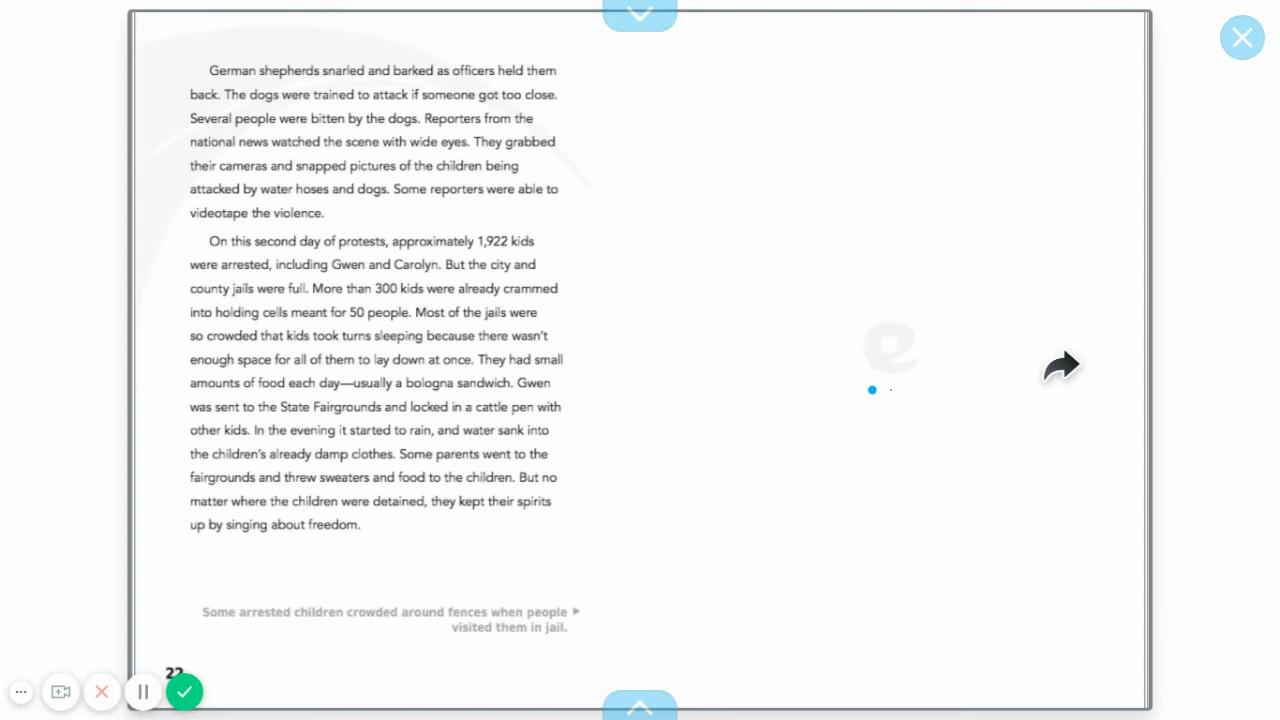 German shepherds snarled and barked as officers held them
back. The dogs were trained to attack if someone got too close.
Several people were bitten by the dogs. Reporters from the
national news watched the scene with wide eyes. They grabbed
their cameras and snapped pictures of the children being
attacked by water hoses and dogs. Some reporters were able to
videotape the violence.
On this second day of protests, approximately 1,922 kids
were arrested, including Gwen and Carolyn. But the city and
county jails were full. More than 300 kids were already crammed
into holding cells meant for 50 people. Most of the jails were
so crowded that kids took turns sleeping because there wasn't
enough space for all of them to lay down at once. They had small
amounts of food each day—usually a bologna sandwich. Gwen
was sent to the State Fairgrounds and locked in a cattle pen with
other kids. In the evening it started to rain, and water sank into
the children's already damp clothes. Some parents went to the
fairgrounds and threw sweaters and food to the children. But no
matter where the children were detained, they kept their spirits
up by singing about freedom.
Some arrested children crowded around fences when people
visited them in jail.
22
e